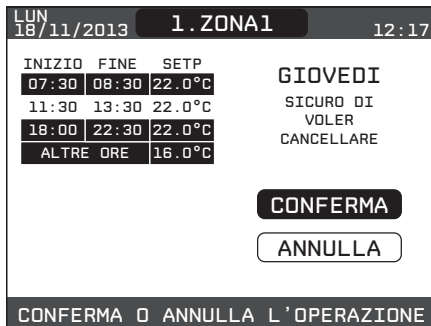 LUN
18/11/2013 1.ZONA1 12:17
INIZIO FINE SETP
07:30 08:30 22.0°C
11:30 13:30 22.0°C
18:00 22:30 22.0°C
ALTRE ORE 16.0°C
GIOVEDI
SICURO DI
VOLER
CANCELLARE
CONFERMA
ANNULLA
CONFERMA O ANNULLA L'OPERAZIONE